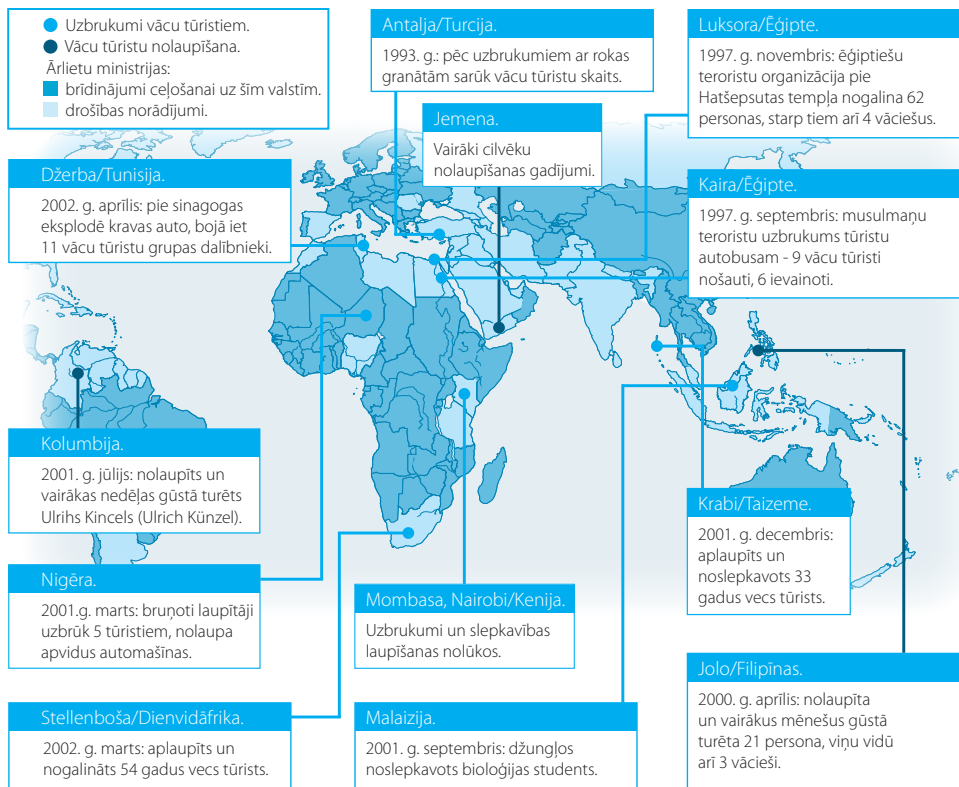 Uzbrukumi vācu tūristiem.
Vācu tūristu nolaupīšana.
Ārlietu ministrijas:
brīdinājumi ceļošanai uz šīm valstīm.
drošības norādījumi.
Antalja/Turcija.
1993. g.: pēc uzbrukumiem ar rokas
granātām sarūk vācu tūristu skaits.
Luksora/Ēģipte.
1997. g. novembris: ēģiptiešu
teroristu organizācija pie
Hatšepsutas tempļa nogalina 62
personas, starp tiem arī 4 vāciešus.
Jemena.
Vairāki cilvēku
nolaupīšanas gadījumi.
Džerba/Tunisija.
2002. g. aprīlis: pie sinagogas
eksplodē kravas auto, bojā iet
11 vācu tūristu grupas dalībnieki.
Kaira/Ēģipte.
1997. g. septembris: musulmaņu
teroristu uzbrukums tūristu
autobusam - 9 vācu tūristi
nošauti, 6 ievainoti.
Kolumbija.
2001. g. jūlijs: nolaupīts un
vairākas nedēļas gūstā turēts
Ulrihs Kincels (Ulrich Künzel).
Krabi/Taizeme.
2001. g. decembris:
aplaupīts un
noslepkavots 33
gadus vecs tūrists.
Nigēra.
2001.g. marts: bruņoti laupītāji
uzbrūk 5 tūristiem, nolaupa
apvidus automašīnas.
Mombasa, Nairobi/Kenija.
Uzbrukumi un slepkavības
laupīšanas nolūkos.
Jolo/Filipīnas.
2000. g. aprīlis: nolaupīta
un vairākus mēnešus gūstā
turēta 21 persona, viņu vidū
arī 3 vācieši.
Stellenboša/Dienvidāfrika.
2002. g. marts: aplaupīts un
nogalināts 54 gadus vecs tūrists.
Malaizija.
2001. g. septembris: džungļos
noslepkavots bioloģijas students.